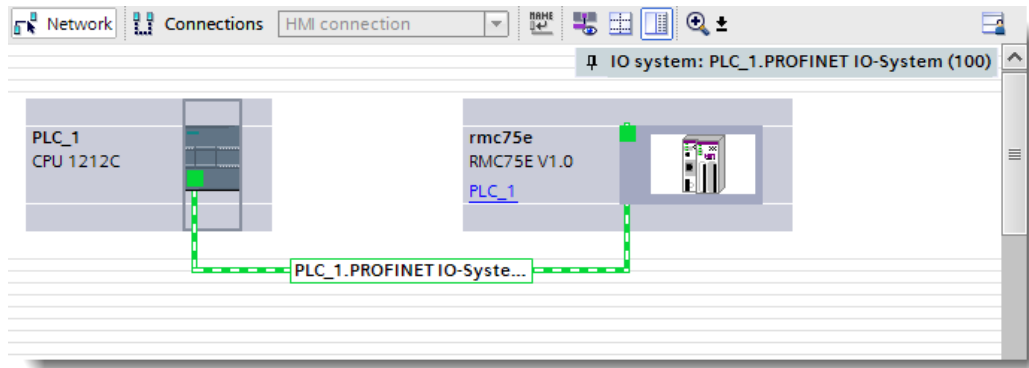 Network Connections HMI connection NAME
IO system: PLC_1.PROFINET IO-System (100)
PLC_1
CPU 1212C
rmc75e
RMC75E V1.0
PLC_1
PLC_1.PROFINET IO-Syste...